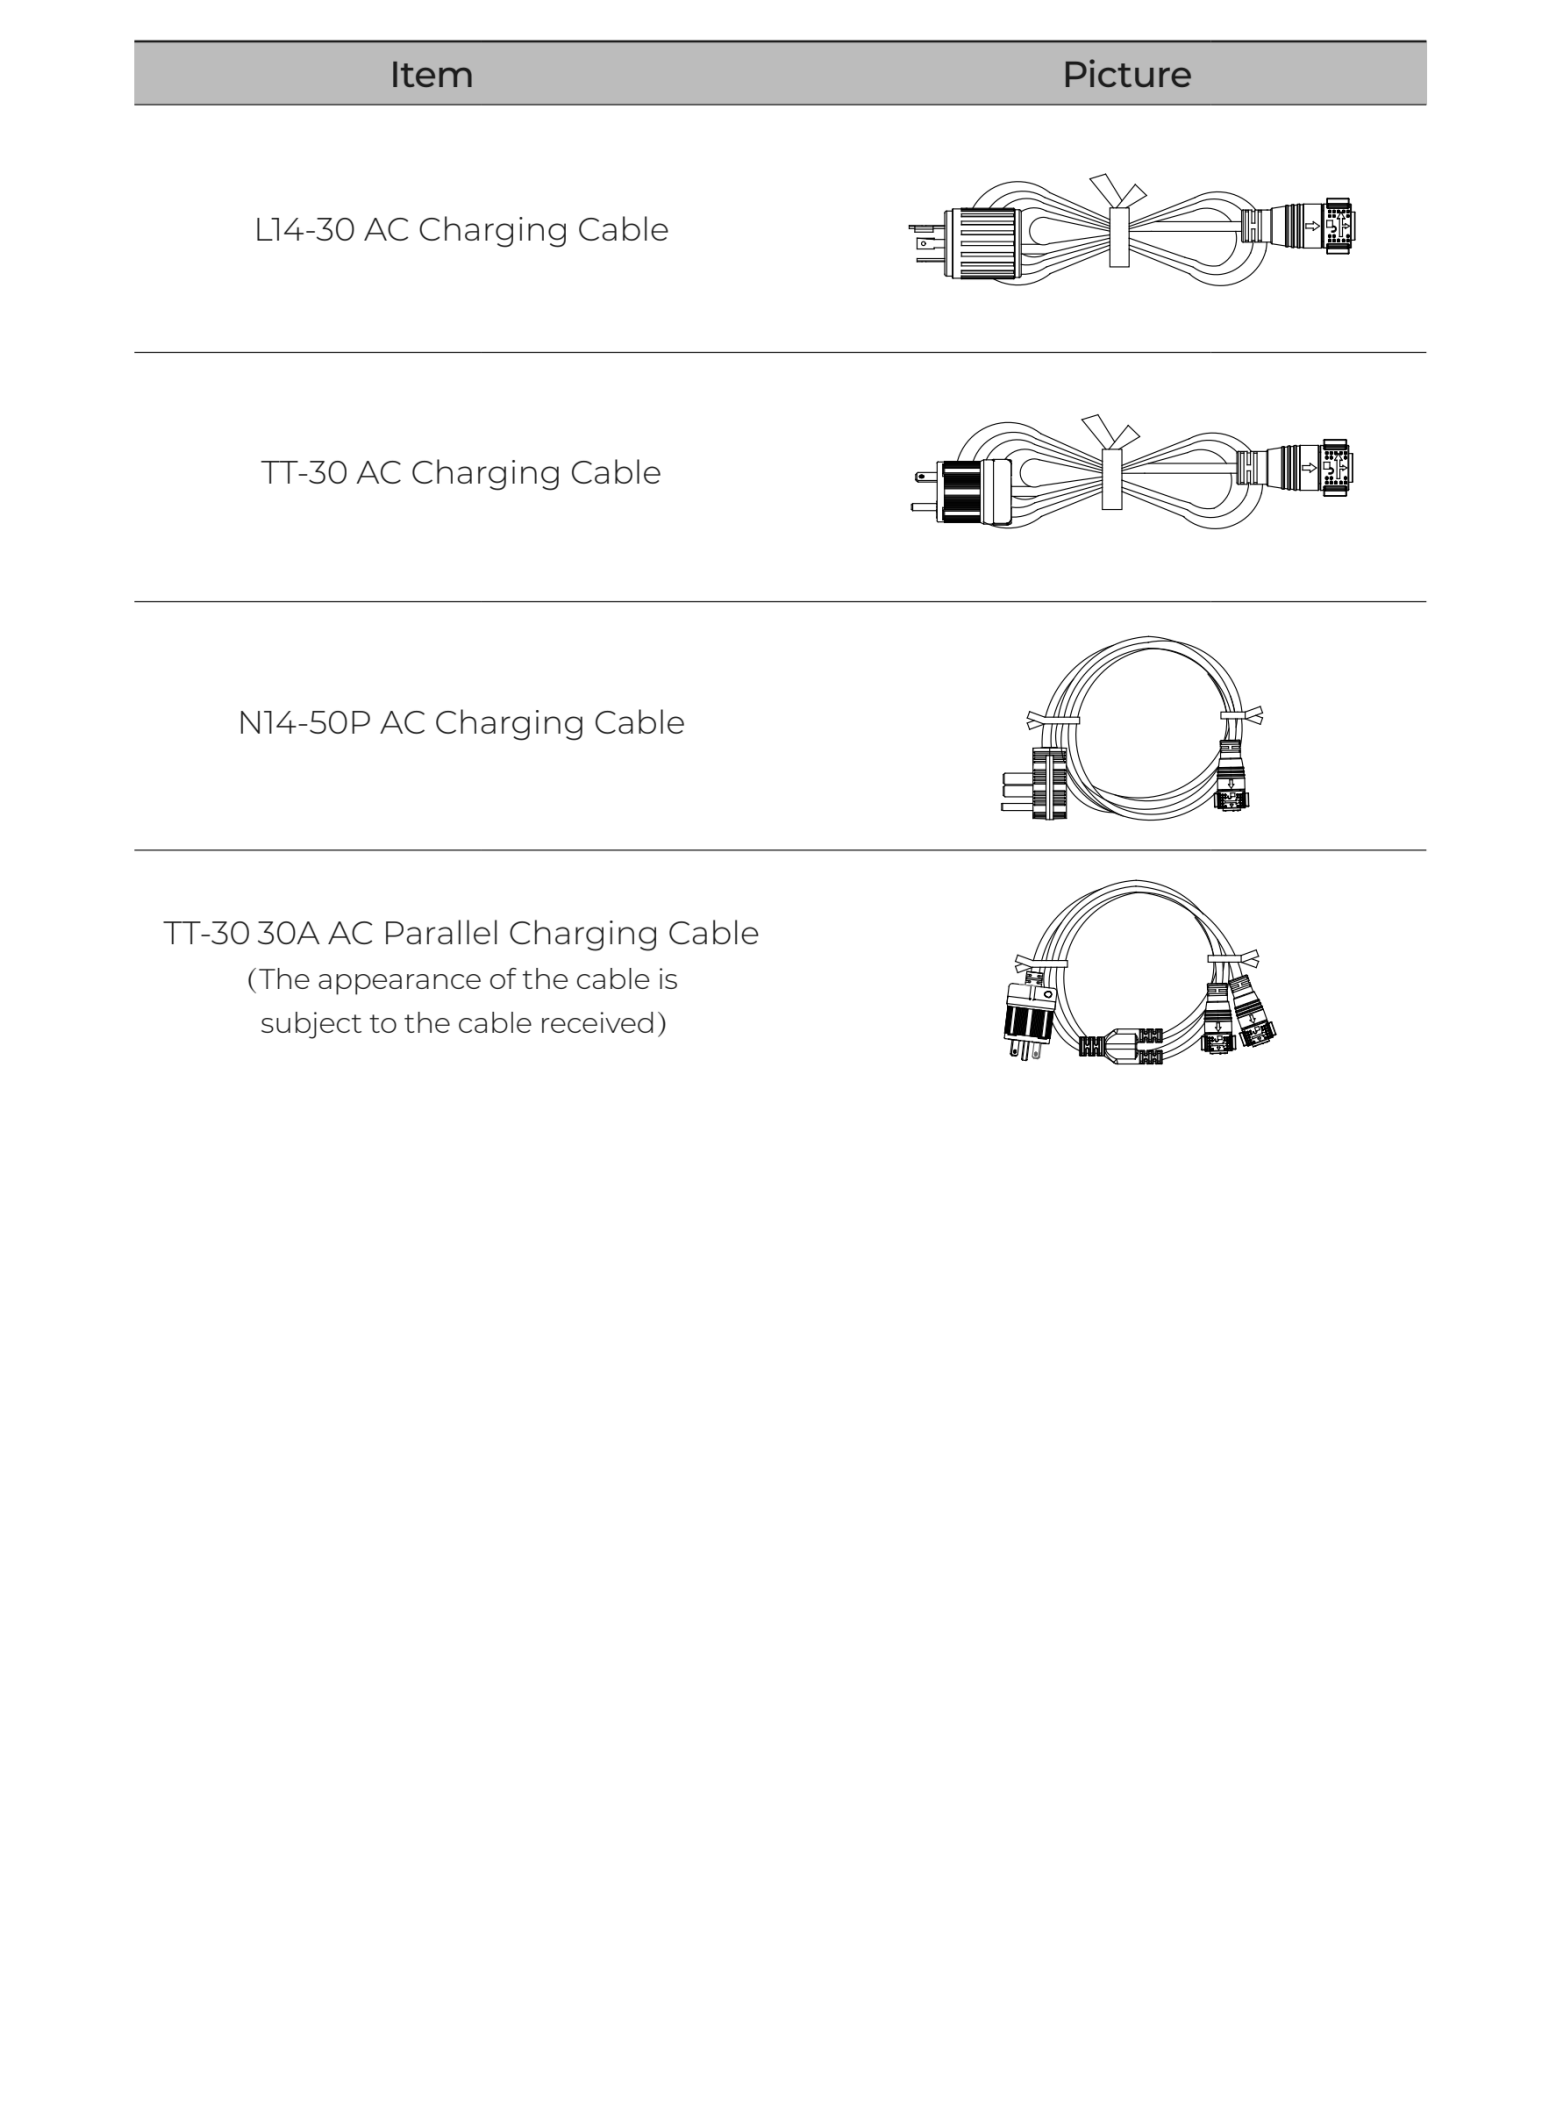 Item Picture
L14-30 AC Charging Cable
TT-30 AC Charging Cable
N14-50P AC Charging Cable
TT-30 30A AC Parallel Charging Cable
(The appearance of the cable is
subject to the cable received)